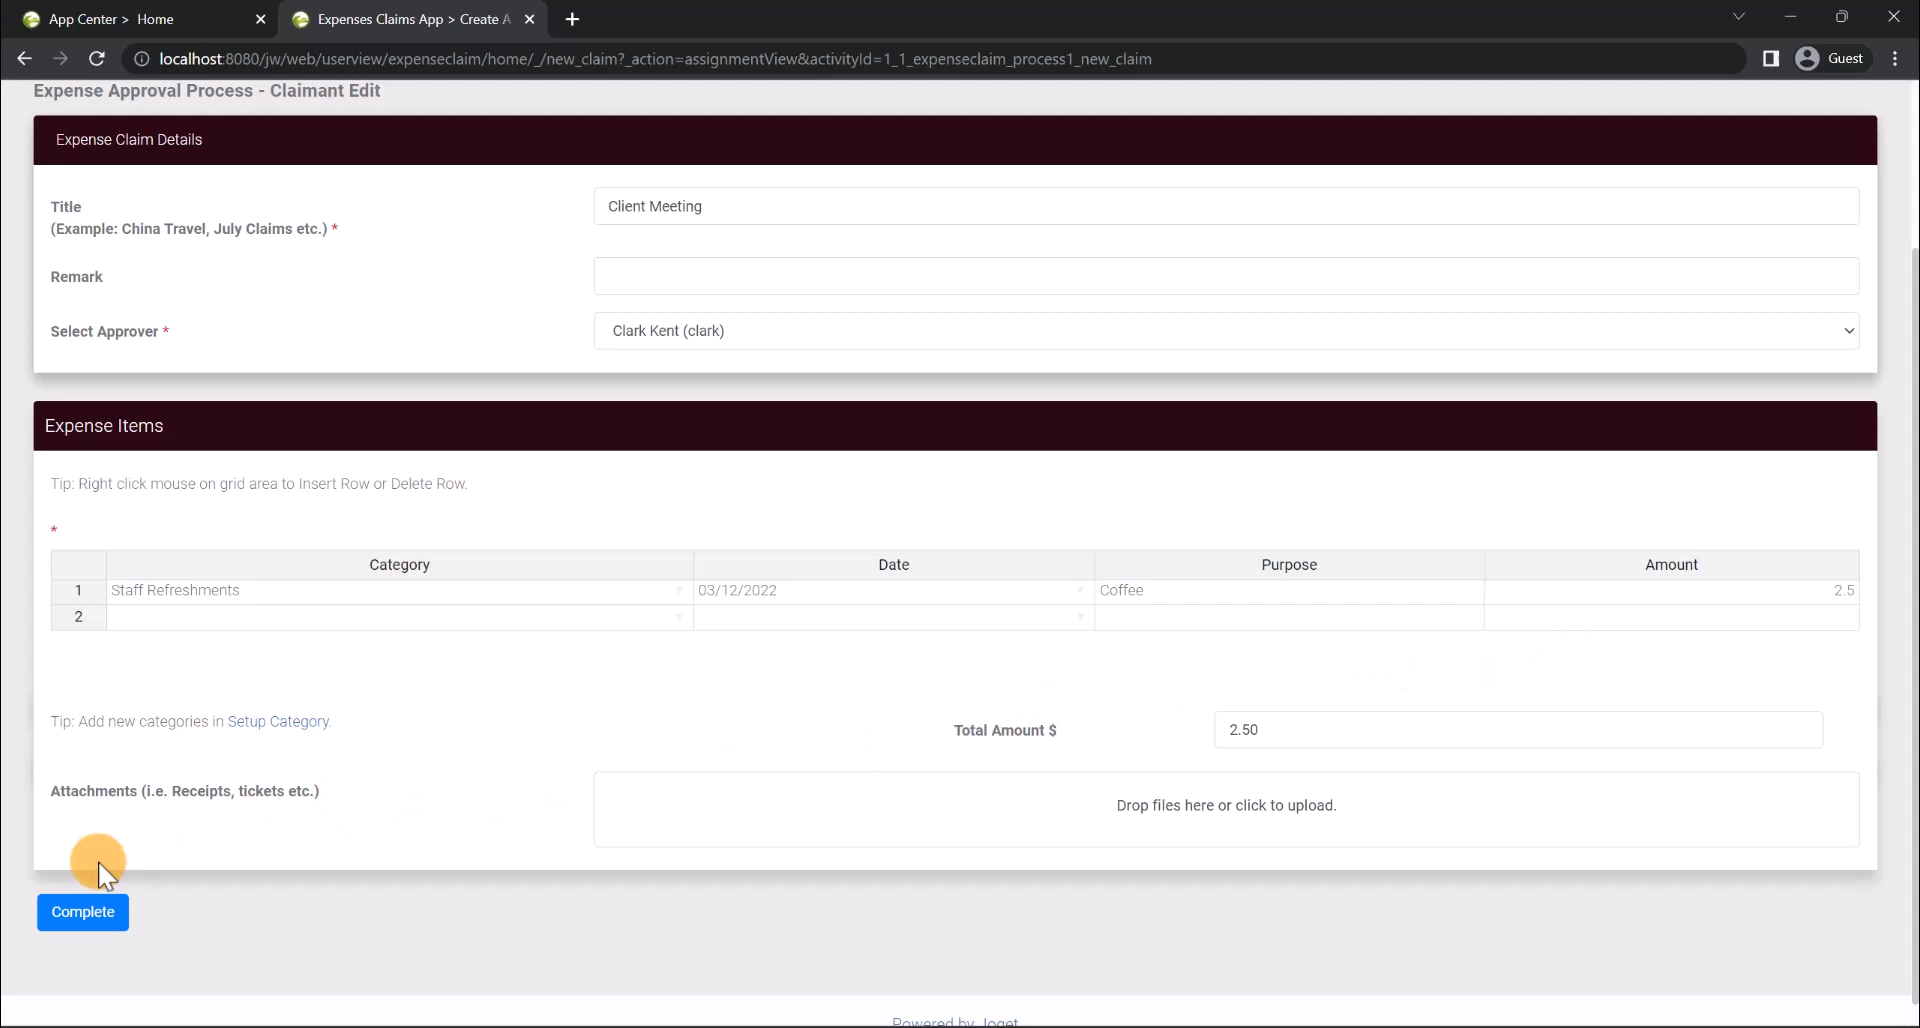 App Center > Home
Expenses Claims App > Create A
localhost:8080/jw/web/userview/expenseclaim/home/_/new_claim?_action=assignmentView&activityId=1_1_expenseclaim_process1_new_claim
Guest
Expense Approval Process - Claimant Edit
Expense Claim Details
Title
(Example: China Travel, July Claims etc.) *
Client Meeting
Remark
Select Approver *
Clark Kent (clark)
Expense Items
Tip: Right click mouse on grid area to Insert Row or Delete Row.
*
Category Date Purpose Amount
1 Staff Refreshments 03/12/2022 Coffee 2.5
2
Tip: Add new categories in Setup Category.
Total Amount $
2.50
Attachments (i.e. Receipts, tickets etc.)
Drop files here or click to upload.
Complete
Powered by Joget